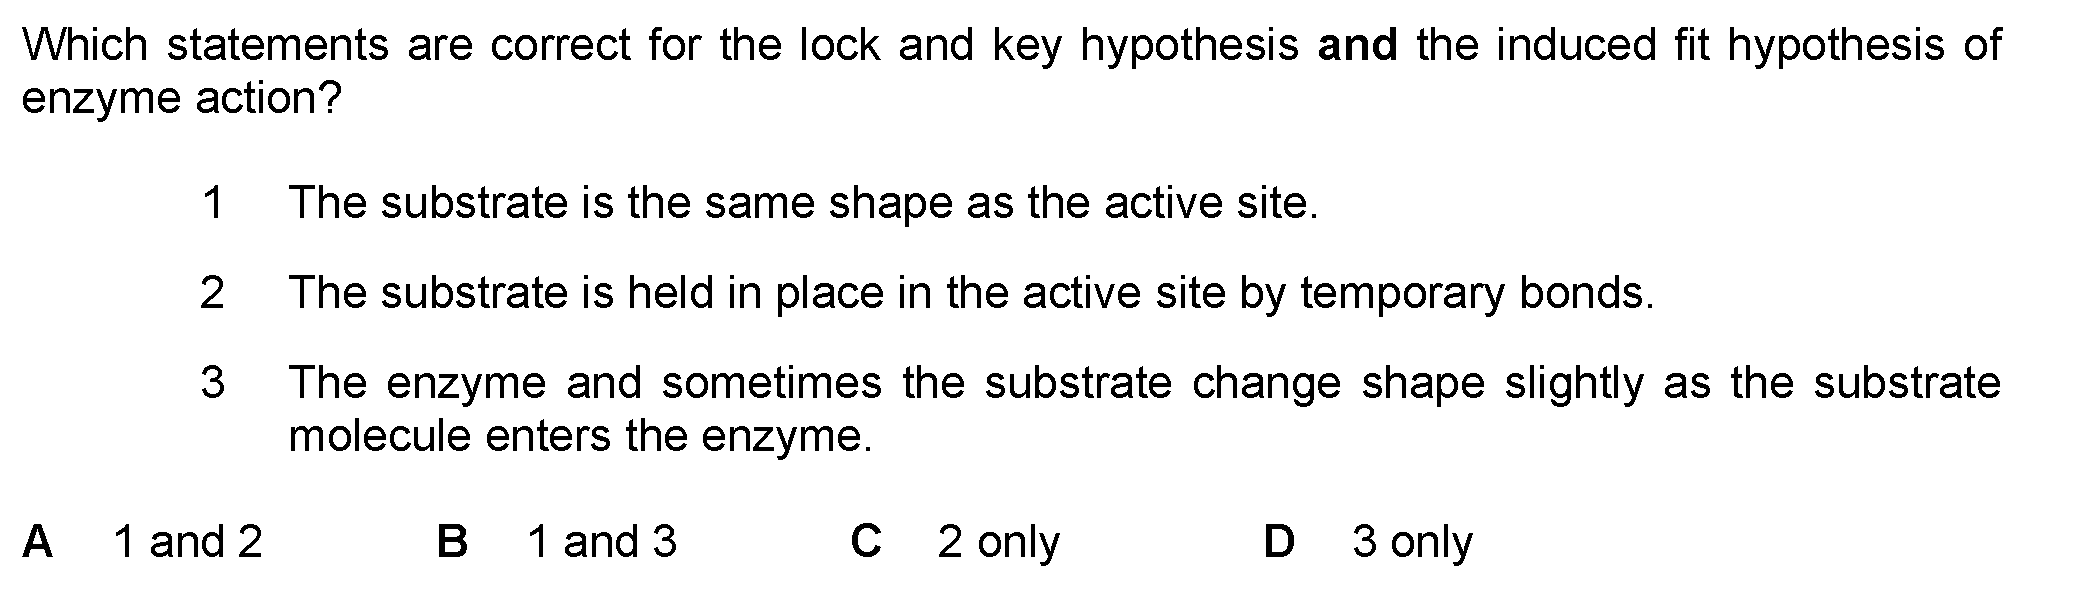 Which statements are correct for the lock and key hypothesis and the induced fit hypothesis of
enzyme action?
1 The substrate is the same shape as the active site.
2 The substrate is held in place in the active site by temporary bonds.
3 The enzyme and sometimes the substrate change shape slightly as the substrate
molecule enters the enzyme.
A 1 and 2 B 1 and 3 C 2 only D 3 only